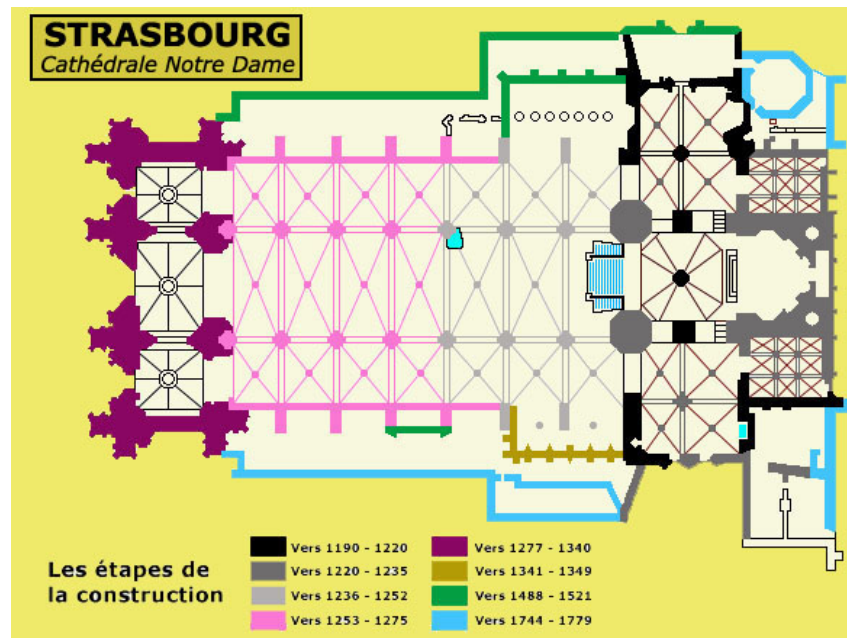 STRASBOURG
Cathédrale Notre Dame
Les étapes de
la construction
Vers 1190 - 1220
Vers 1220 - 1235
Vers 1236 - 1252
Vers 1253 - 1275
Vers 1277 - 1340
Vers 1341 - 1349
Vers 1488 - 1521
Vers 1744 - 1779